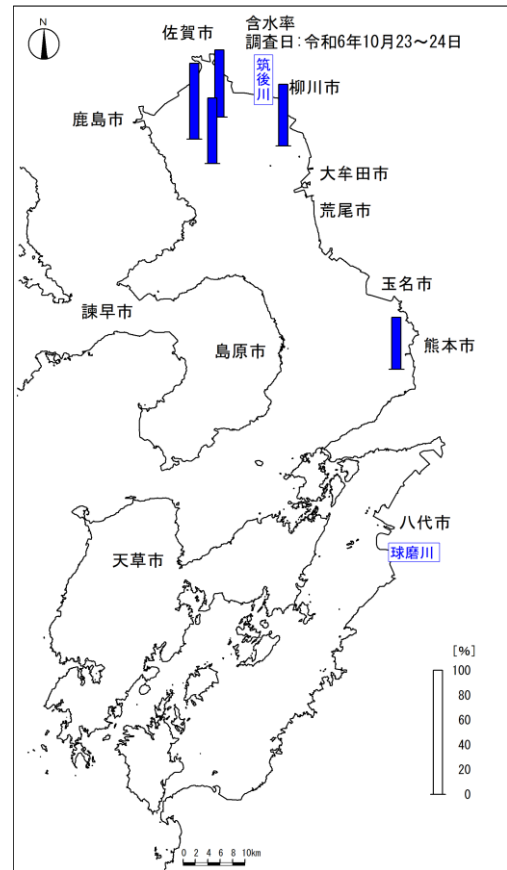 N
含水率
調査日:令和6年10月23～24日
佐賀市
筑後川
柳川市
鹿島市
大牟田市
荒尾市
玉名市
諫早市
島原市
熊本市
八代市
球磨川
天草市
[%]
100
80
60
40
20
0
0 2 4 6 8 10km